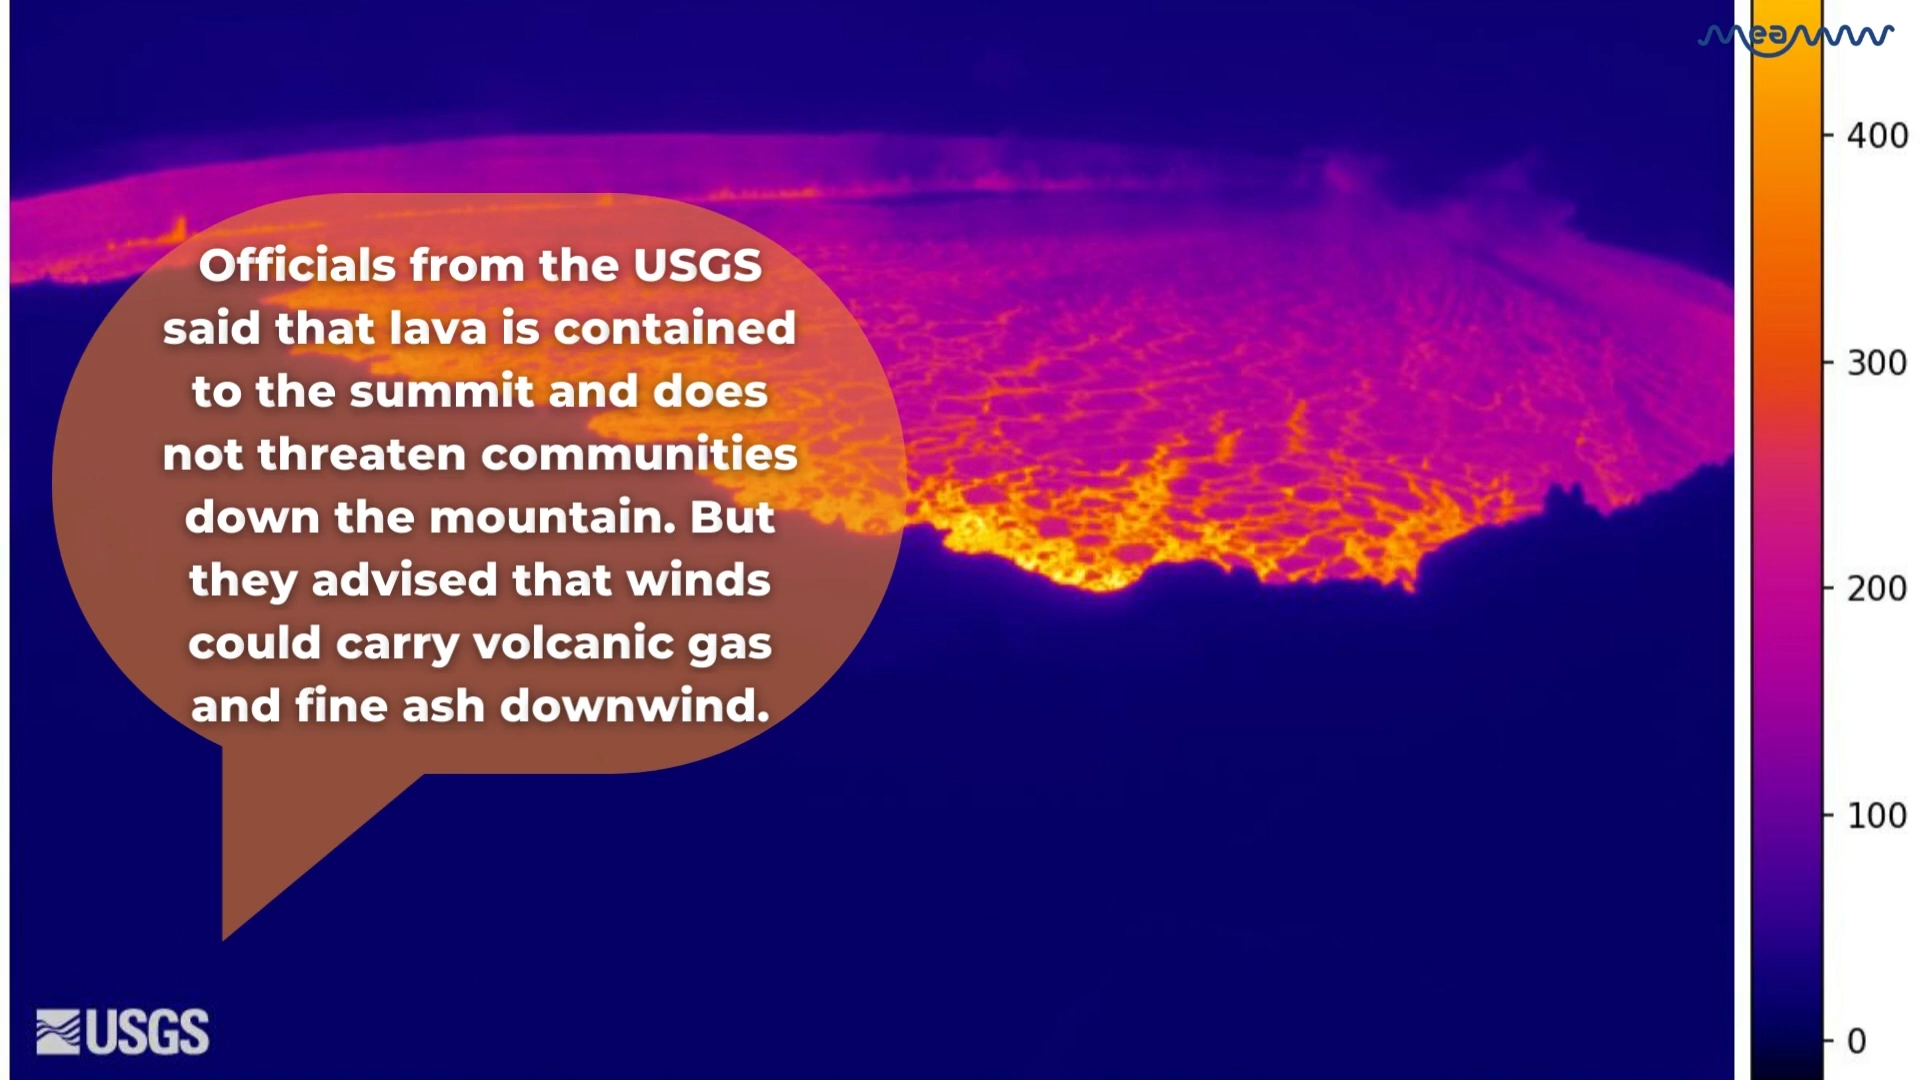 meaww
400
Officials from the USGS
said that lava is contained
to the summit and does
not threaten communities
down the mountain. But
they advised that winds
could carry volcanic gas
and fine ash downwind.
300
200
100
0
USGS